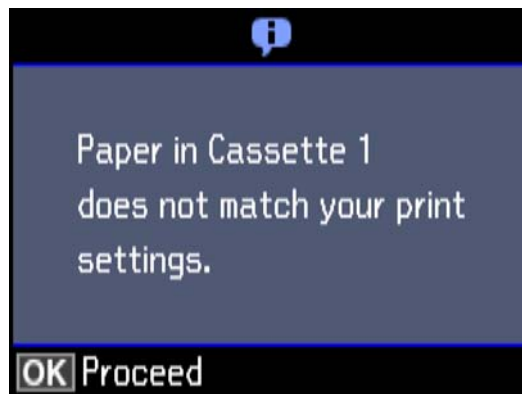 Paper in Cassette 1
does not match your print
settings.
OK Proceed